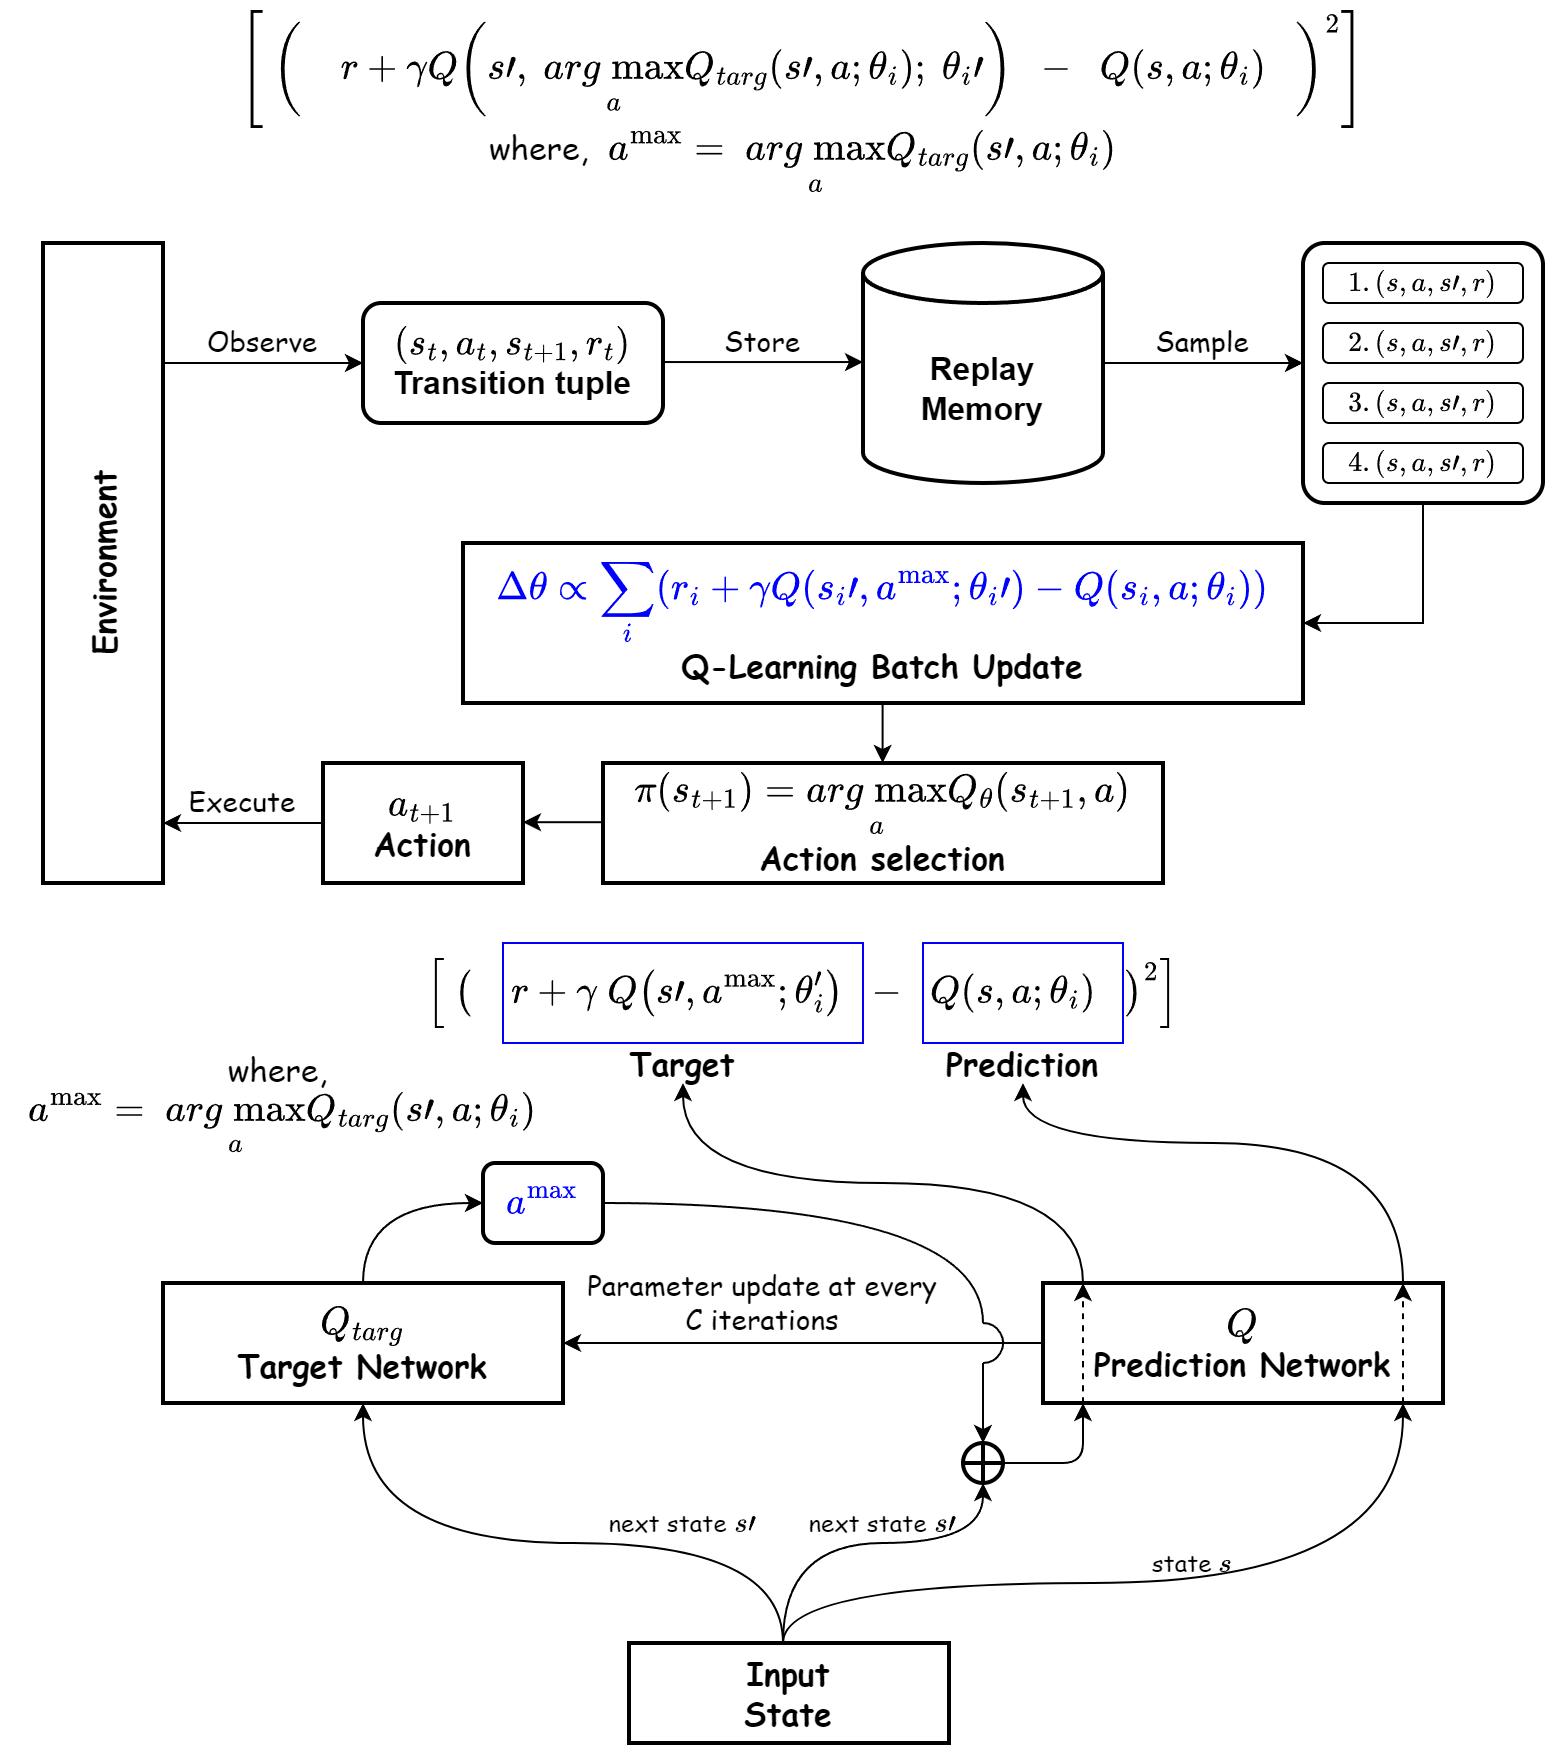 [ ( r + γQ( s′, arg max_a Q_targ(s′, a; θ_i); θ_i′ ) − Q(s, a; θ_i) )^2 ]
where, a^max = arg max_a Q_targ(s′, a; θ_i)
Environment
Observe
(s_t, a_t, s_{t+1}, r_t)
Transition tuple
Store
Replay
Memory
Sample
1. (s, a, s′, r)
2. (s, a, s′, r)
3. (s, a, s′, r)
4. (s, a, s′, r)
Δθ ∝ ∑_i (r_i + γQ(s_i′, a^max; θ_i′) − Q(s_i, a; θ_i))
Q-Learning Batch Update
π(s_{t+1}) = arg max_a Q_θ(s_{t+1}, a)
Action selection
a_{t+1}
Action
Execute
[ ( r + γ Q(s′, a^max; θ_i′) − Q(s, a; θ_i) )^2 ]
Target
Prediction
where,
a^max = arg max_a Q_targ(s′, a; θ_i)
a^max
Parameter update at every
C iterations
Q_targ
Target Network
Q
Prediction Network
next state s′
next state s′
state s
Input
State